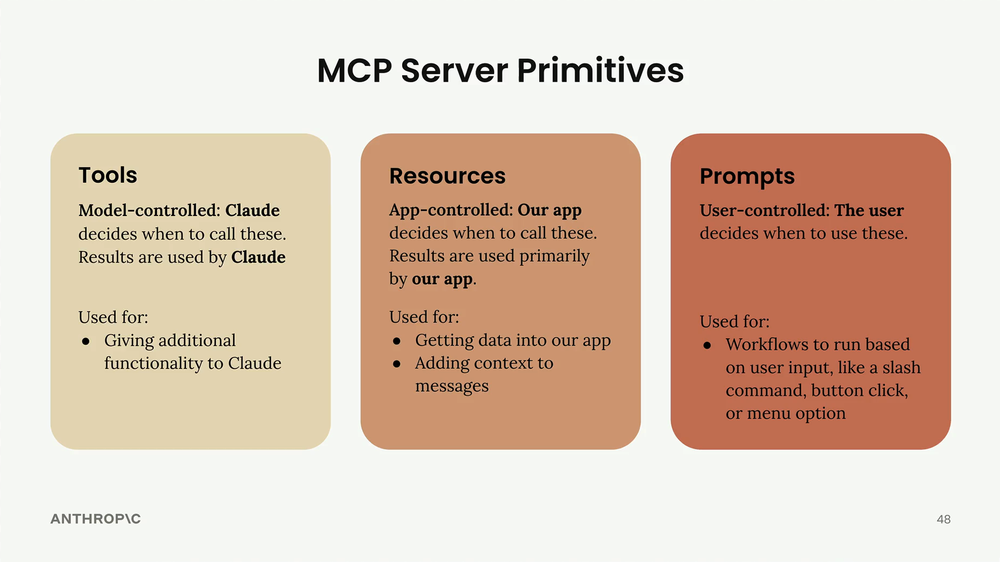 MCP Server Primitives
Tools
Model-controlled: Claude
decides when to call these.
Results are used by Claude
Used for:
● Giving additional
functionality to Claude
Resources
App-controlled: Our app
decides when to call these.
Results are used primarily
by our app.
Used for:
● Getting data into our app
● Adding context to
messages
Prompts
User-controlled: The user
decides when to use these.
Used for:
● Workflows to run based
on user input, like a slash
command, button click,
or menu option
ANTHROP\C
48